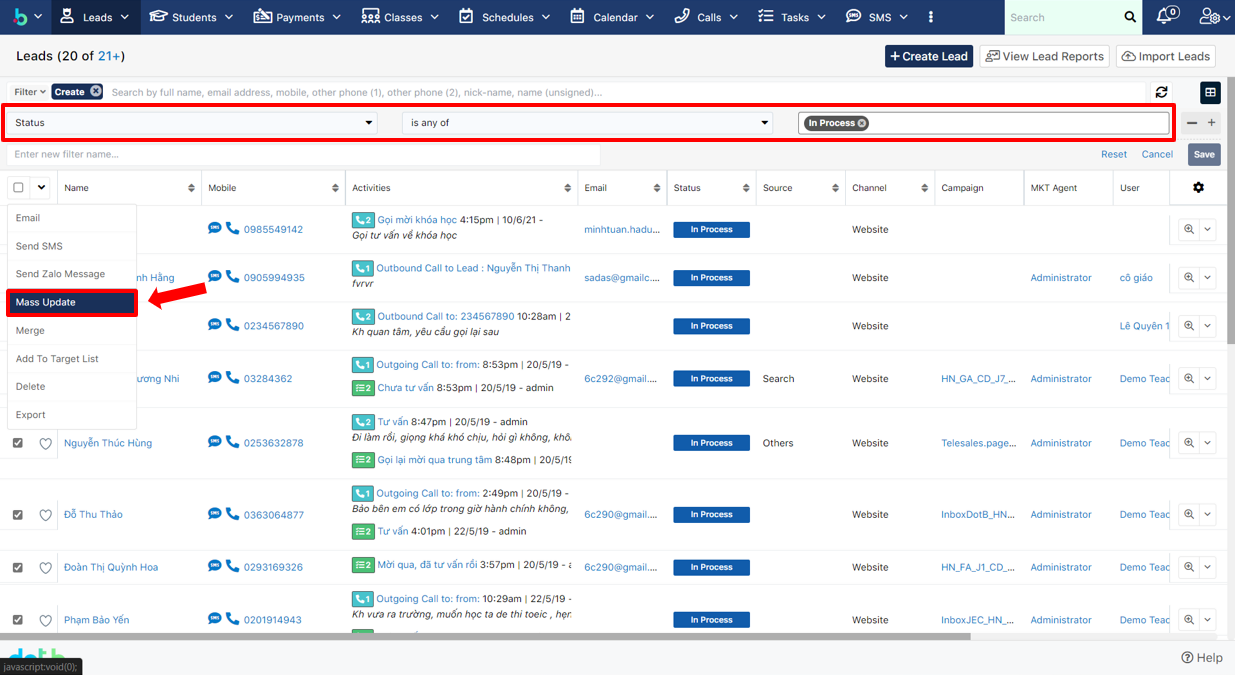 Leads Students Payments Classes Schedules Calendar Calls Tasks SMS SMS Search 0
Leads (20 of 21+) Create Lead View Lead Reports Import Leads
Filter Create Search by full name, email address, mobile, other phone (1), other phone (2), nick-name, name (unsigned)...
Status is any of In Process
Enter new filter name... Reset Cancel Save
Name Mobile Activities Email Status Source Channel Campaign MKT Agent User
Email
Send SMS
Send Zalo Message
Mass Update
Merge
Add To Target List
Delete
Export
SMS 0985549142 2 Gọi mời khóa học 4:15pm | 10/6/21 - minhtuan.hadu... In Process Website
Gọi tư vấn về khóa học
nh Hằng SMS 0905994935 1 Outbound Call to Lead : Nguyễn Thị Thanh sadas@gmailc... In Process Website Administrator cô giáo
fvrvr
SMS 0234567890 2 Outbound Call to: 234567890 10:28am | 2 In Process Website Lê Quyên 1
Kh quan tâm, yêu cầu gọi lại sau
ương Nhi SMS 03284362 1 Outgoing Call to: from: 8:53pm | 20/5/19 - 6c292@gmail.... In Process Search Website HN_GA_CD_J7_... Administrator Demo Teac
2 Chưa tư vấn 8:53pm | 20/5/19 - admin
Nguyễn Thúc Hùng SMS 0253632878 2 Tư vấn 8:47pm | 20/5/19 - admin In Process Others Website Telesales.page... Administrator Demo Teac
Đi làm rồi, giọng khá khó chịu, hỏi gì không, khô
2 Gọi lại mời qua trung tâm 8:48pm | 20/5/19
Đỗ Thu Thảo SMS 0363064877 1 Outgoing Call to: from: 2:49pm | 20/5/19 - 6c290@gmail.... In Process Website InboxDotB_HN... Administrator Demo Teac
Bảo bên em có lớp trong giờ hành chính không,
2 Tư vấn 4:01pm | 22/5/19 - admin
Đoàn Thị Quỳnh Hoa SMS 0293169326 2 Mời qua, đã tư vấn rồi 3:57pm | 20/5/19 - a 6c290@gmail.... In Process Website HN_FA_J1_CD_... Administrator Demo Teac
Phạm Bảo Yến SMS 0201914943 1 Outgoing Call to: from: 10:29am | 22/5/19 - In Process Website InboxJEC_HN_... Administrator Demo Teac
Kh vưa ra trường, muốn học ta de thi toeic , hẹn
javascript:void(0); Help